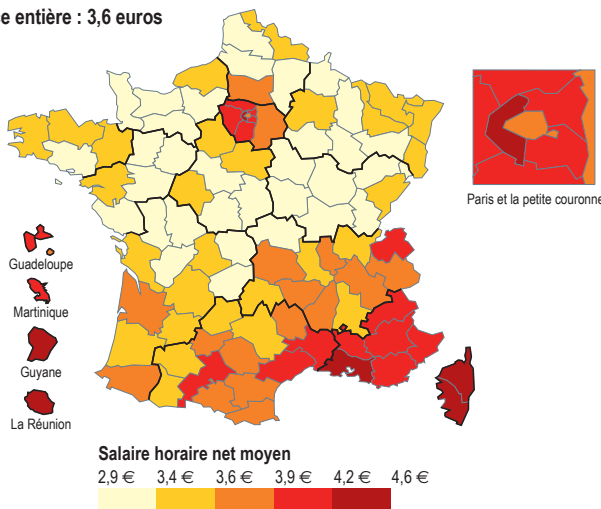 e entière : 3,6 euros
Paris et la petite couronne
Guadeloupe
Martinique
Guyane
La Réunion
Salaire horaire net moyen
2,9 € 3,4 € 3,6 € 3,9 € 4,2 € 4,6 €